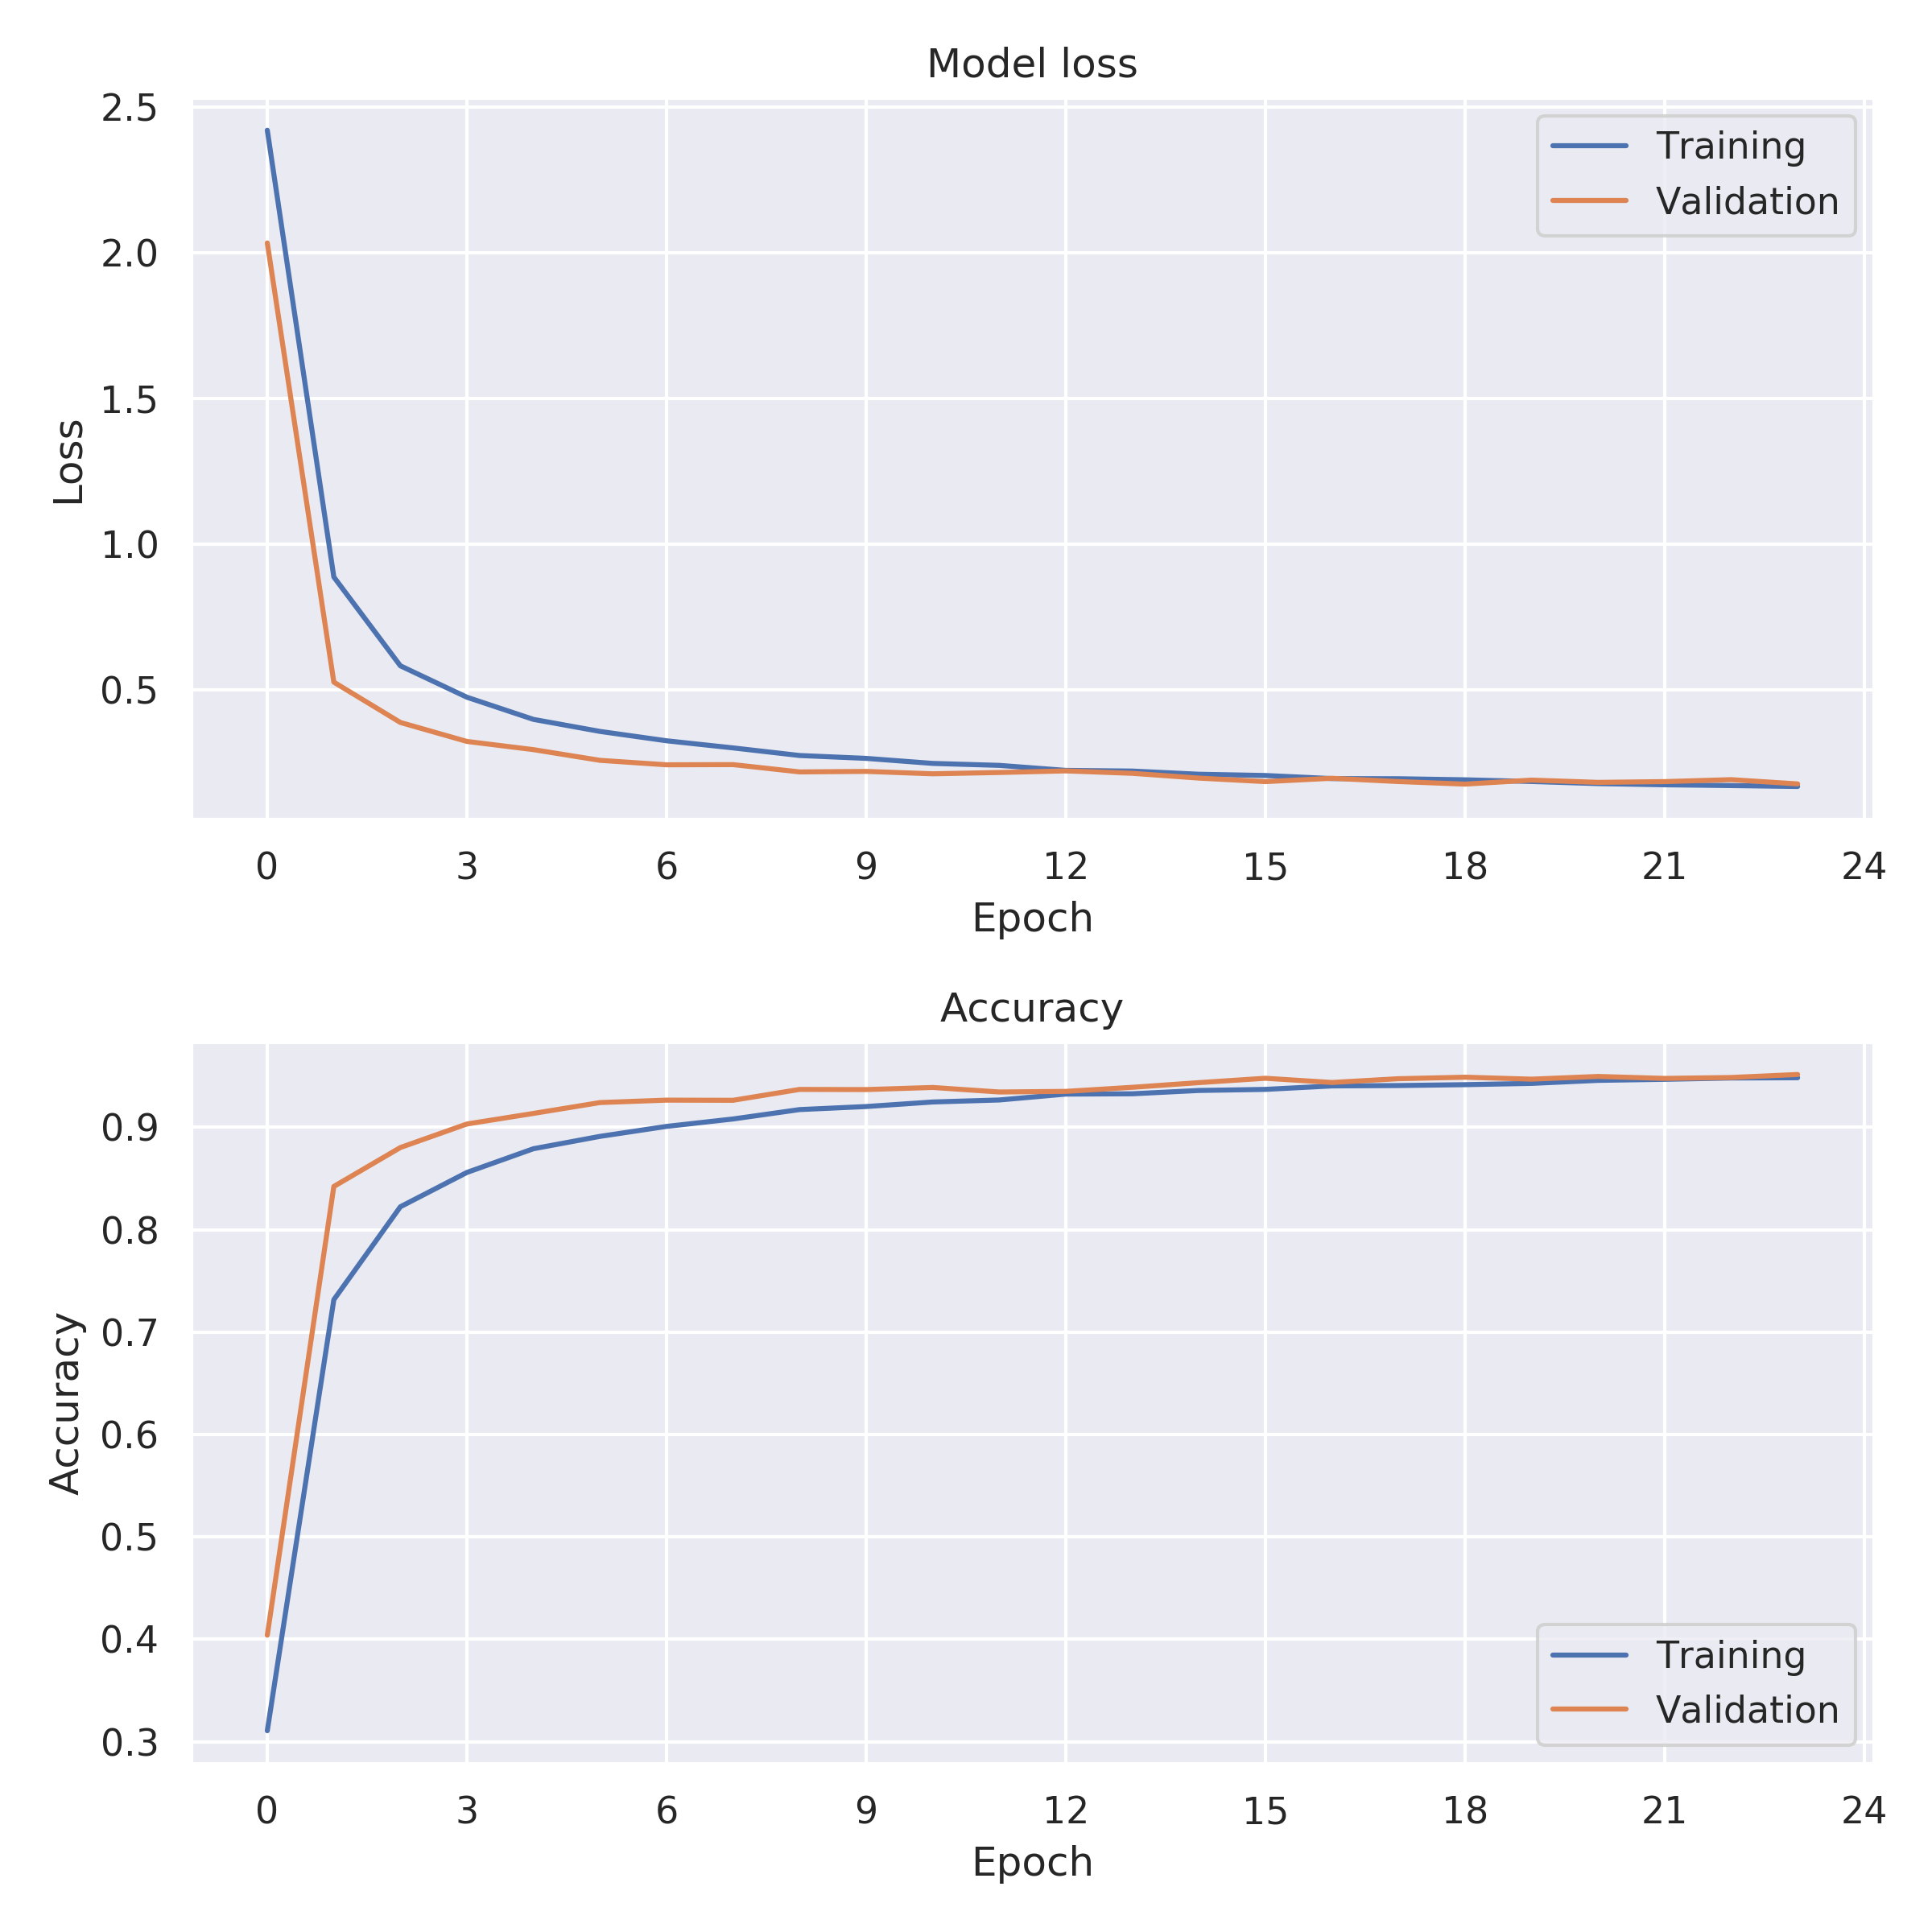 Model loss
2.5
2.0
1.5
1.0
0.5
Loss
Training
Validation
0 3 6 9 12 15 18 21 24
Epoch
Accuracy
0.9
0.8
0.7
0.6
0.5
0.4
0.3
Accuracy
Training
Validation
0 3 6 9 12 15 18 21 24
Epoch